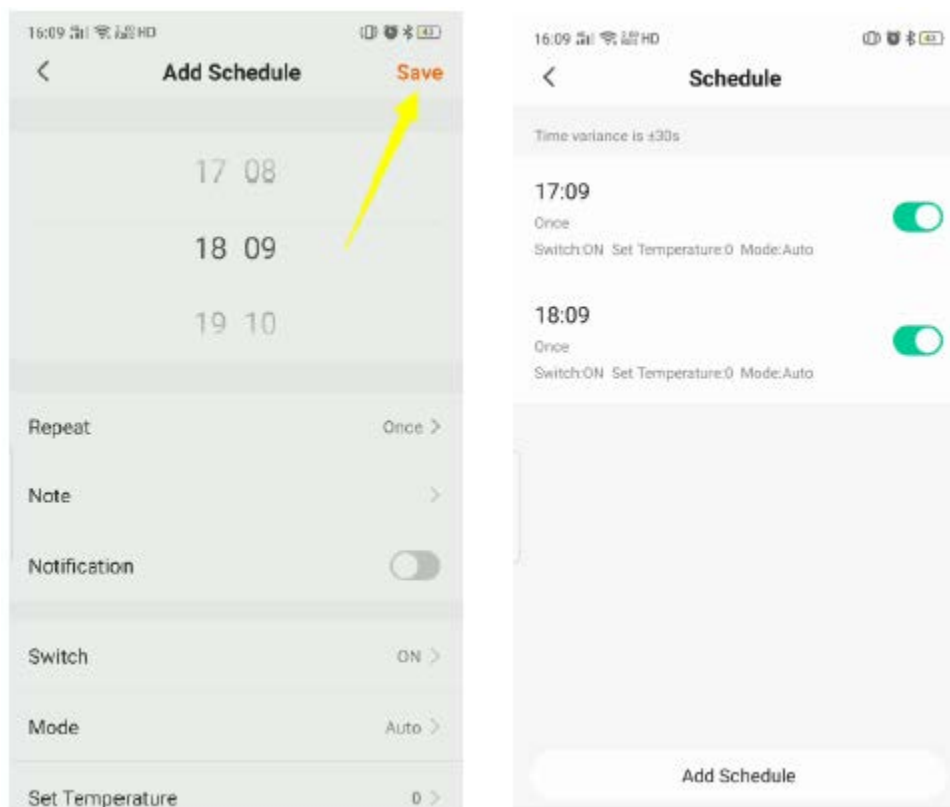 16:09 HD
Add Schedule Save
17 08
18 09
19 10
Repeat Once
Note
Notification
Switch ON
Mode Auto
Set Temperature 0
16:09 HD
Schedule
Time variance is ±30s
17:09
Once
Switch:ON Set Temperature:0 Mode:Auto
18:09
Once
Switch:ON Set Temperature:0 Mode:Auto
Add Schedule